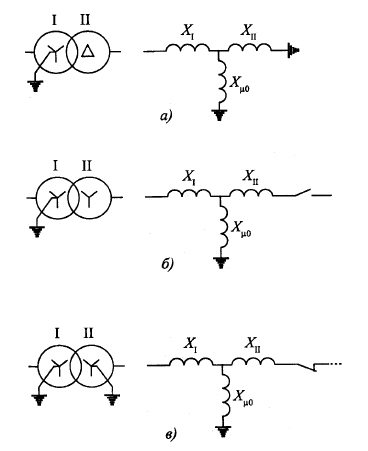 I II
X_I X_II
X_μ0
а)
I II
X_I X_II
X_μ0
б)
I II
X_I X_II
X_μ0
в)